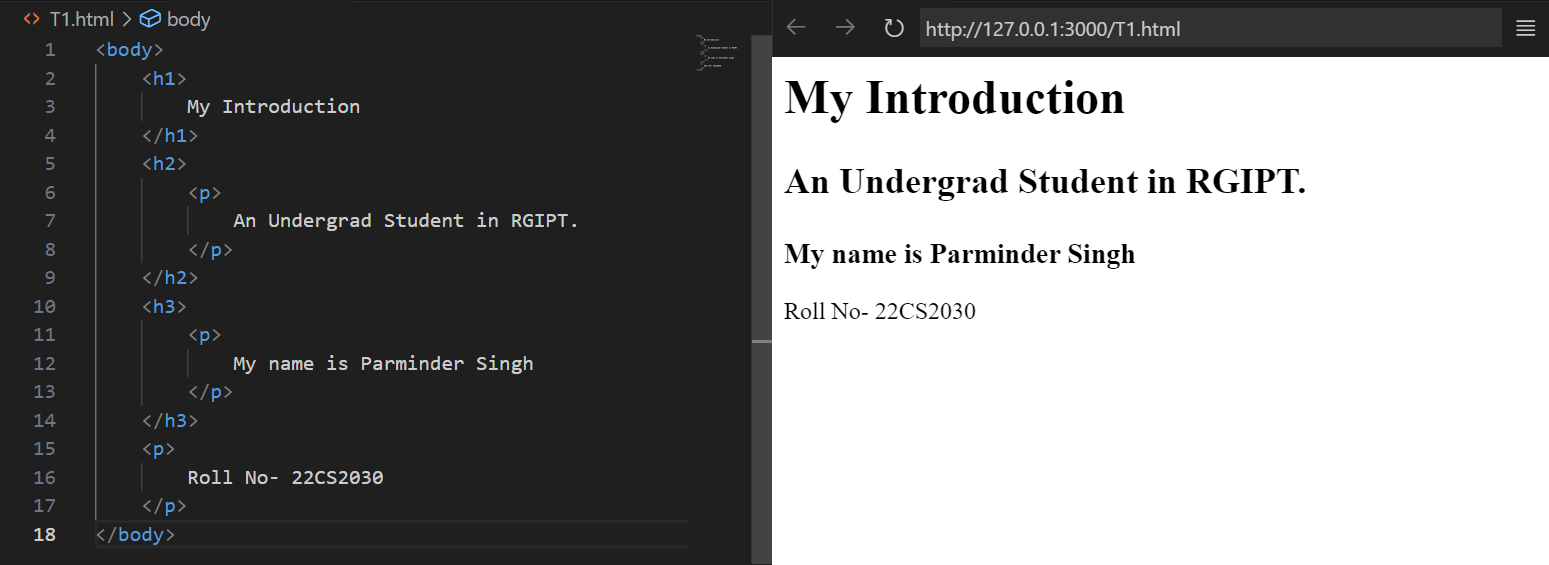 <> T1.html > body
1 <body>
2 <h1>
3 My Introduction
4 </h1>
5 <h2>
6 <p>
7 An Undergrad Student in RGIPT.
8 </p>
9 </h2>
10 <h3>
11 <p>
12 My name is Parminder Singh
13 </p>
14 </h3>
15 <p>
16 Roll No- 22CS2030
17 </p>
18 </body>
http://127.0.0.1:3000/T1.html
My Introduction
An Undergrad Student in RGIPT.
My name is Parminder Singh
Roll No- 22CS2030